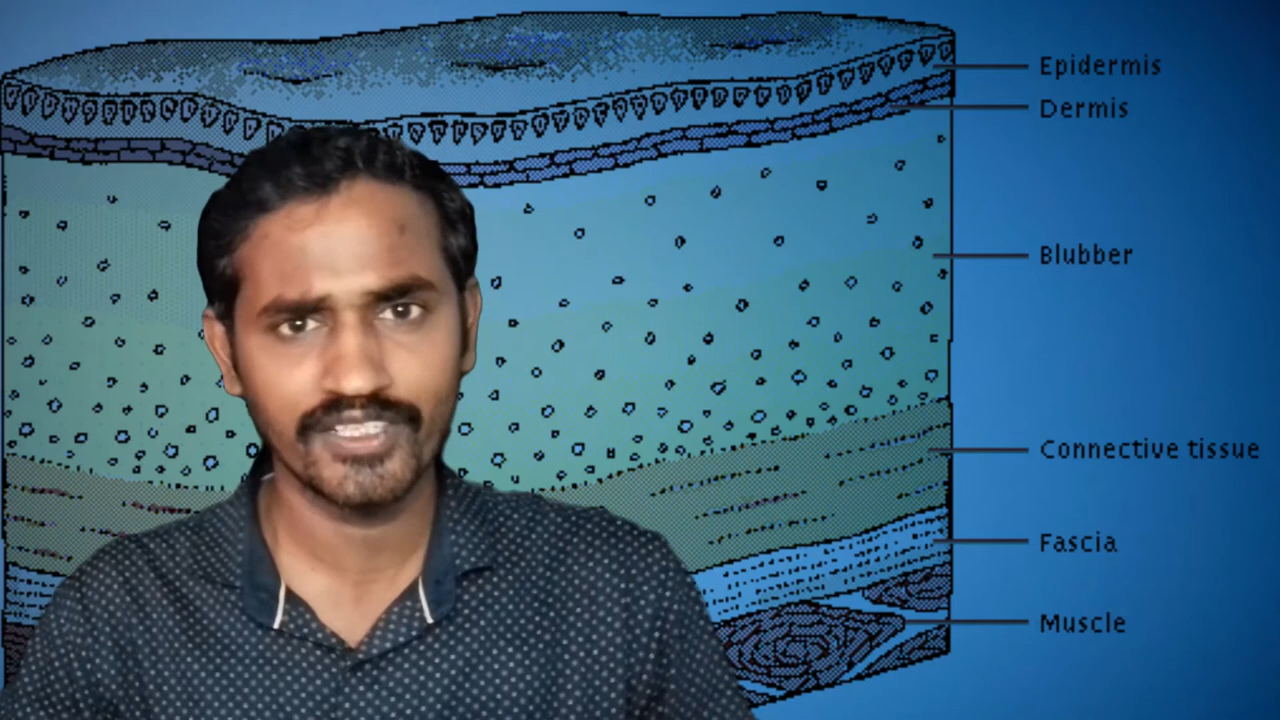 Epidermis
Dermis
Blubber
Connective tissue
Fascia
Muscle